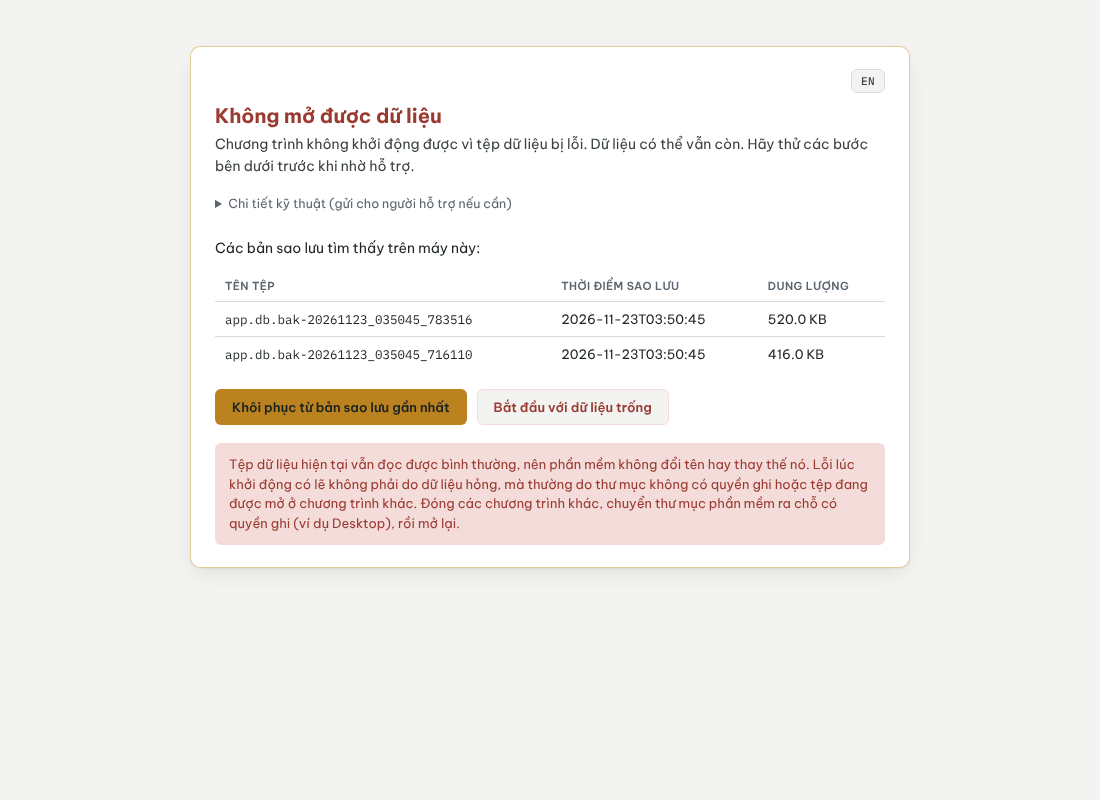 EN
Không mở được dữ liệu
Chương trình không khởi động được vì tệp dữ liệu bị lỗi. Dữ liệu có thể vẫn còn. Hãy thử các bước
bên dưới trước khi nhờ hỗ trợ.
Chi tiết kỹ thuật (gửi cho người hỗ trợ nếu cần)
Các bản sao lưu tìm thấy trên máy này:
TÊN TỆP THỜI ĐIỂM SAO LƯU DUNG LƯỢNG
app.db.bak-20261123_035045_783516 2026-11-23T03:50:45 520.0 KB
app.db.bak-20261123_035045_716110 2026-11-23T03:50:45 416.0 KB
Khôi phục từ bản sao lưu gần nhất Bắt đầu với dữ liệu trống
Tệp dữ liệu hiện tại vẫn đọc được bình thường, nên phần mềm không đổi tên hay thay thế nó. Lỗi lúc
khởi động có lẽ không phải do dữ liệu hỏng, mà thường do thư mục không có quyền ghi hoặc tệp đang
được mở ở chương trình khác. Đóng các chương trình khác, chuyển thư mục phần mềm ra chỗ có
quyền ghi (ví dụ Desktop), rồi mở lại.